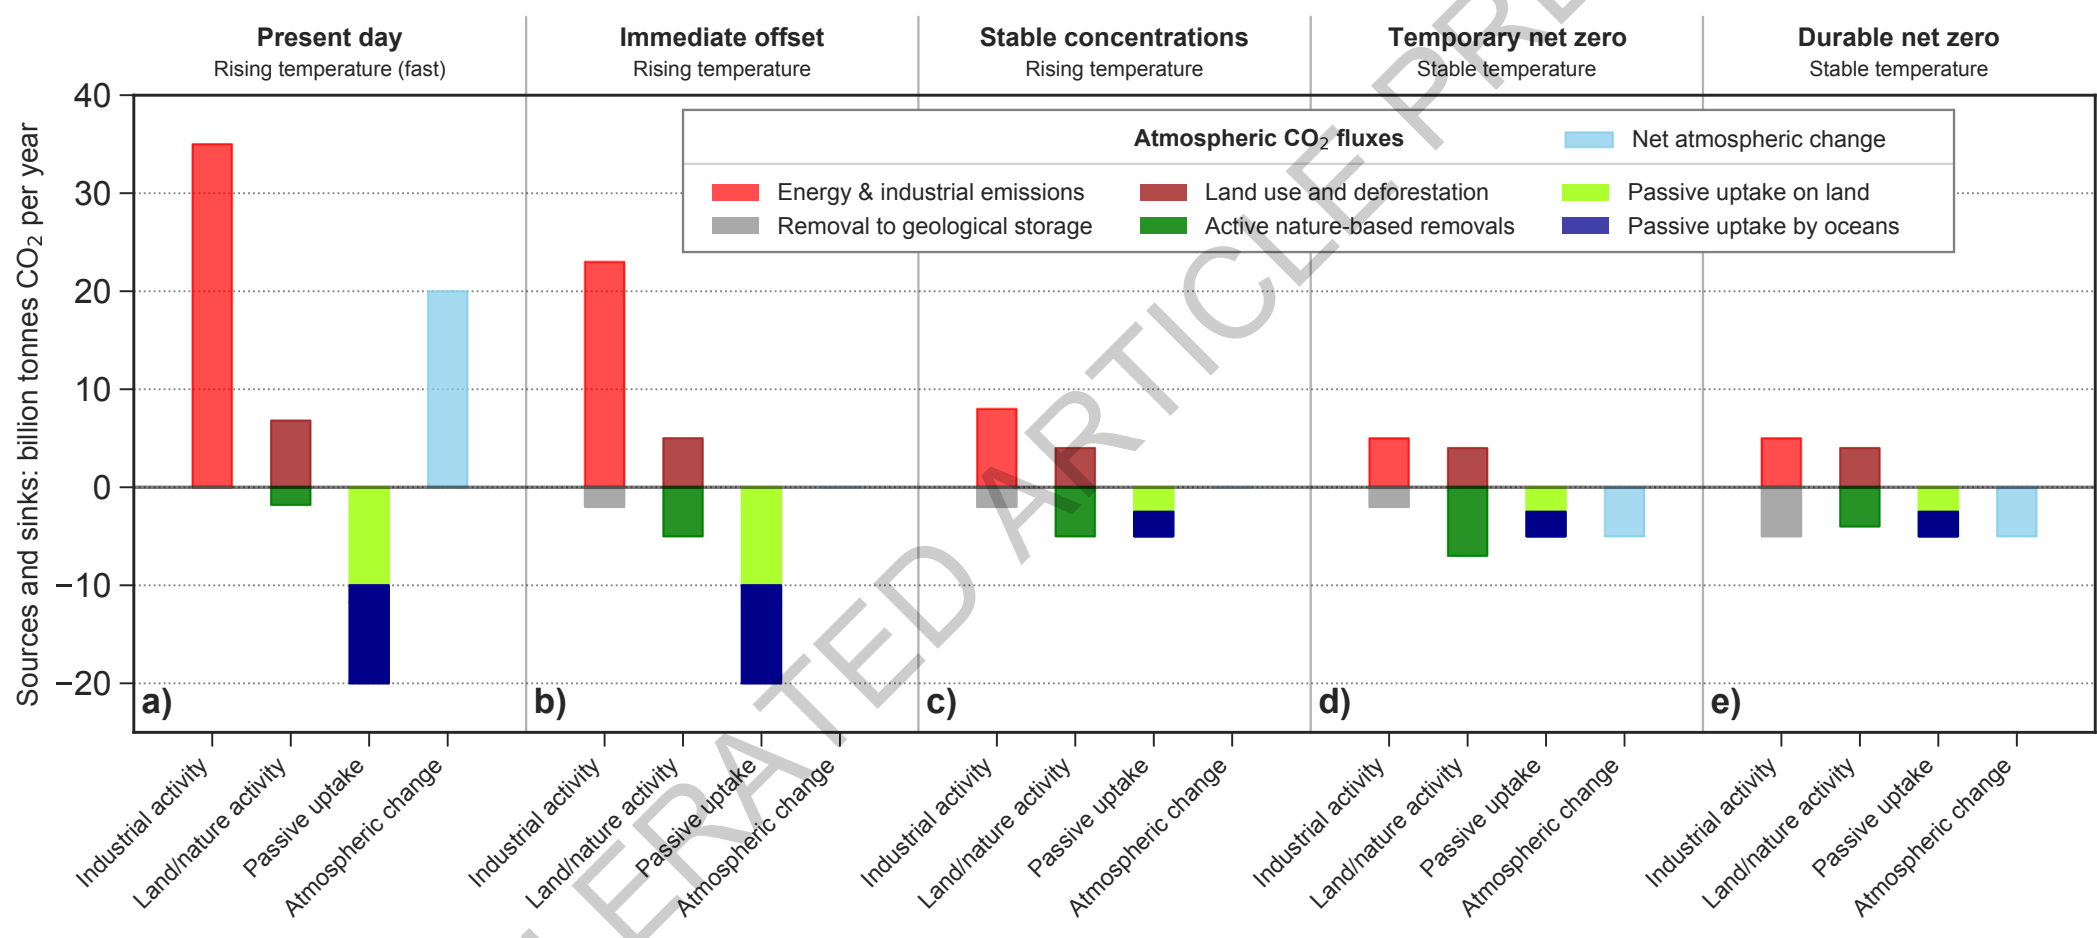 Present day
Rising temperature (fast)
Immediate offset
Rising temperature
Stable concentrations
Rising temperature
Temporary net zero
Stable temperature
Durable net zero
Stable temperature
Sources and sinks: billion tonnes CO₂ per year
40
30
20
10
0
−10
−20
Atmospheric CO₂ fluxes
Net atmospheric change
Energy & industrial emissions
Land use and deforestation
Passive uptake on land
Removal to geological storage
Active nature-based removals
Passive uptake by oceans
a)
b)
c)
d)
e)
Industrial activity
Land/nature activity
Passive uptake
Atmospheric change
Industrial activity
Land/nature activity
Passive uptake
Atmospheric change
Industrial activity
Land/nature activity
Passive uptake
Atmospheric change
Industrial activity
Land/nature activity
Passive uptake
Atmospheric change
Industrial activity
Land/nature activity
Passive uptake
Atmospheric change
ERATED ARTICLE PRE